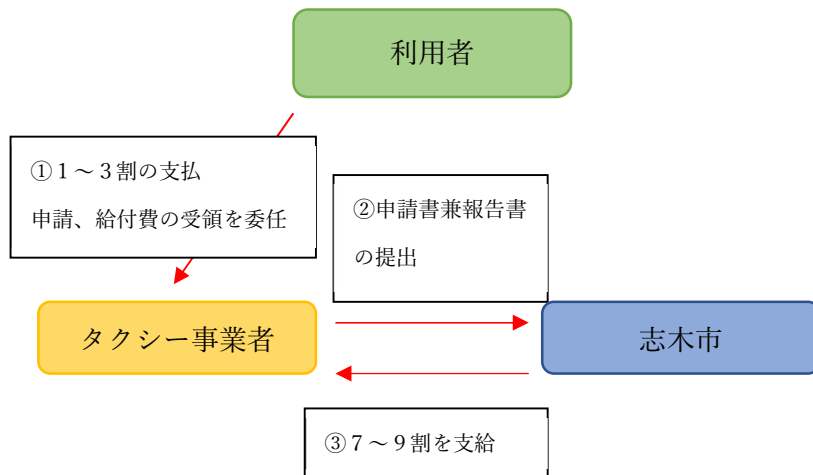 利用者
①１～３割の支払
申請、給付費の受領を委任
②申請書兼報告書
の提出
タクシー事業者
志木市
③７～９割を支給